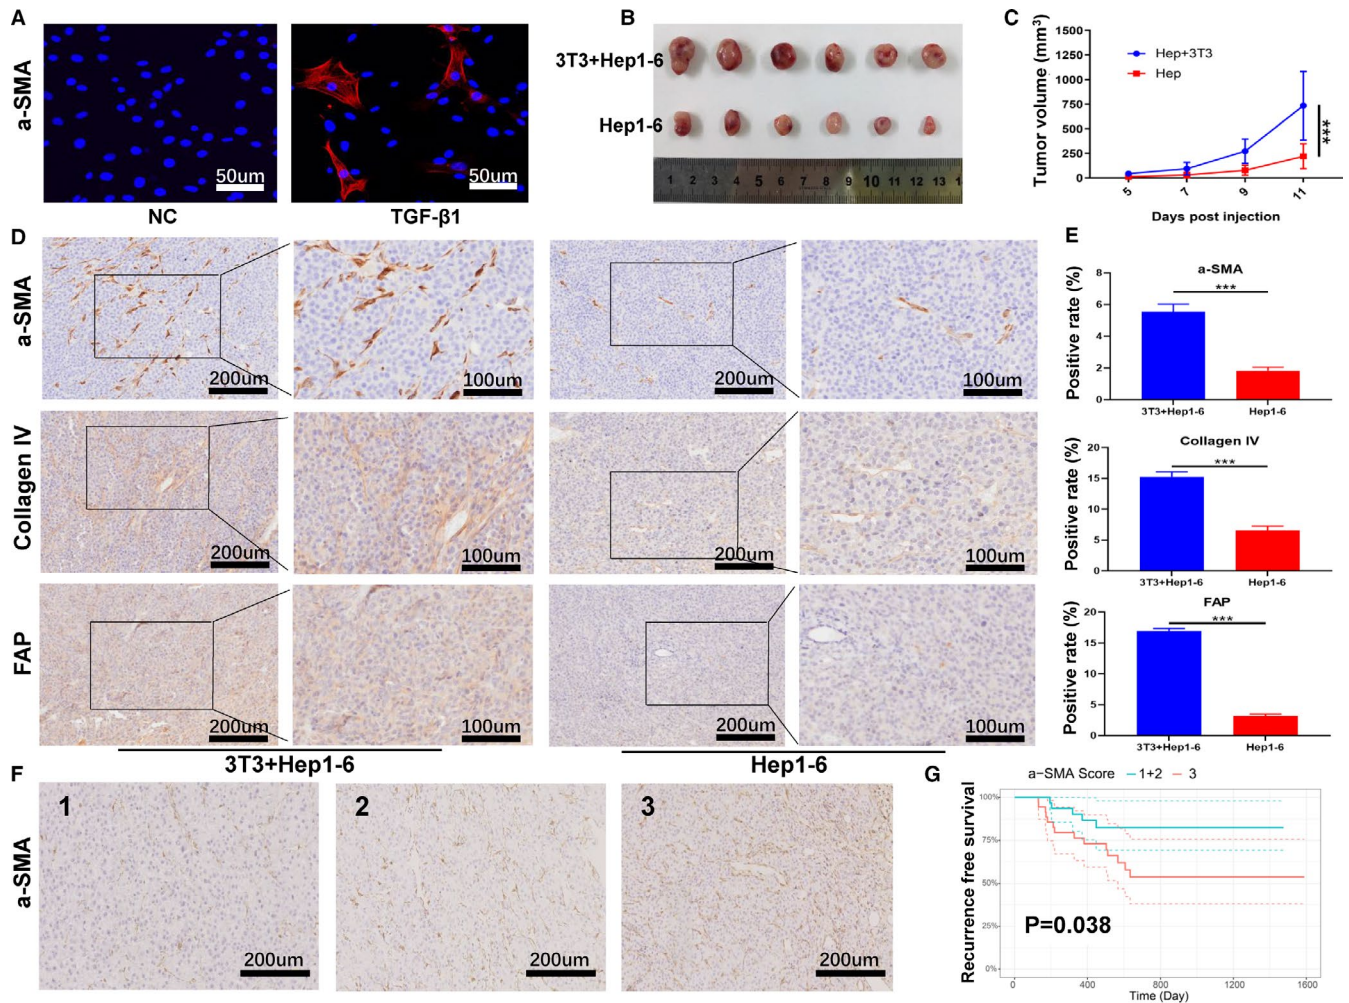 A
a-SMA
50um
50um
NC
TGF-β1
B
3T3+Hep1-6
Hep1-6
1 2 3 4 5 6 7 8 9 10 11 12 13
C
Tumor volume (mm³)
1500
1250
1000
750
500
250
0
Hep+3T3
Hep
***
5 7 9 11
Days post injection
D
a-SMA
200um
100um
200um
100um
Collagen IV
200um
100um
200um
100um
FAP
200um
100um
200um
100um
3T3+Hep1-6
Hep1-6
E
a-SMA
Positive rate (%)
8
6
4
2
0
***
3T3+Hep1-6 Hep1-6
Collagen IV
Positive rate (%)
20
15
10
5
0
***
3T3+Hep1-6 Hep1-6
FAP
Positive rate (%)
20
15
10
5
0
***
3T3+Hep1-6 Hep1-6
F
a-SMA
1
200um
2
200um
3
200um
G
a−SMA Score 1+2 3
Recurrence free survival
100%
75%
50%
25%
0%
P=0.038
0 400 800 1200 1600
Time (Day)